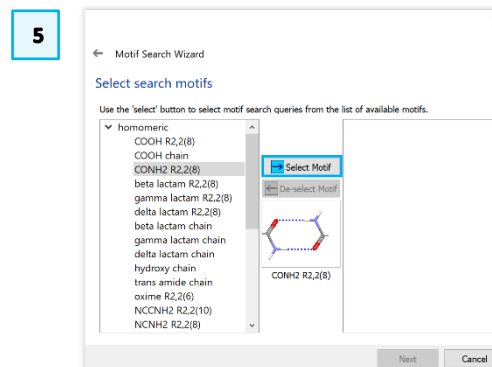 5
Motif Search Wizard
Select search motifs
Use the 'select' button to select motif search queries from the list of available motifs.
homomeric
COOH R2,2(8)
COOH chain
CONH2 R2,2(8)
beta lactam R2,2(8)
gamma lactam R2,2(8)
delta lactam R2,2(8)
beta lactam chain
gamma lactam chain
delta lactam chain
hydroxy chain
trans amide chain
oxime R2,2(6)
NCCNH2 R2,2(10)
NCNH2 R2,2(8)
Select Motif
De-select Motif
CONH2 R2,2(8)
Next
Cancel